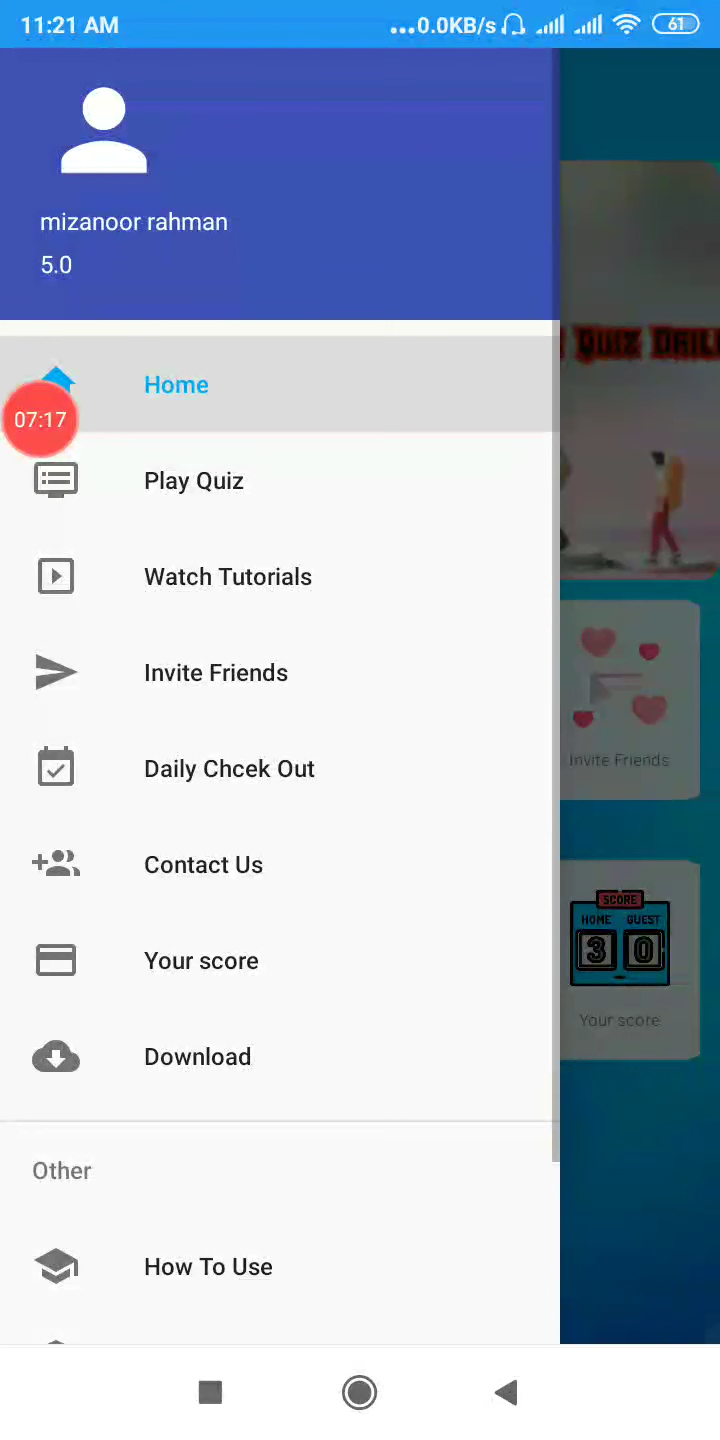 11:21 AM
...0.0KB/s
61
mizanoor rahman
5.0
Home
07:17
Play Quiz
Watch Tutorials
Invite Friends
Daily Chcek Out
Contact Us
Your score
Download
Other
How To Use
QUIZ
Invite Friends
SCORE
HOME GUEST
3 0
Your score